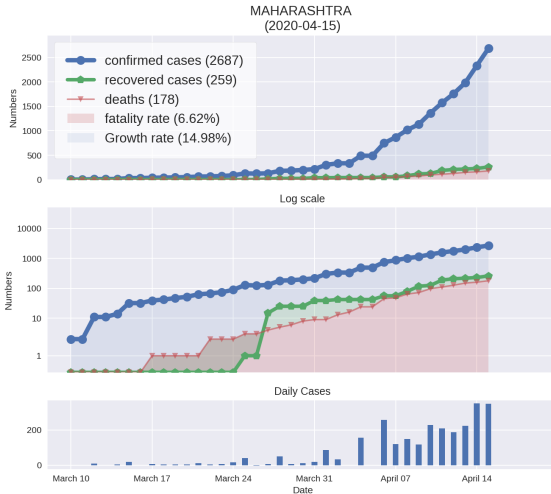 MAHARASHTRA
(2020-04-15)
confirmed cases (2687)
recovered cases (259)
deaths (178)
fatality rate (6.62%)
Growth rate (14.98%)
2500
2000
1500
1000
500
0
Numbers
Log scale
10000
1000
100
10
1
Numbers
Daily Cases
200
0
March 10
March 17
March 24
March 31
April 07
April 14
Date